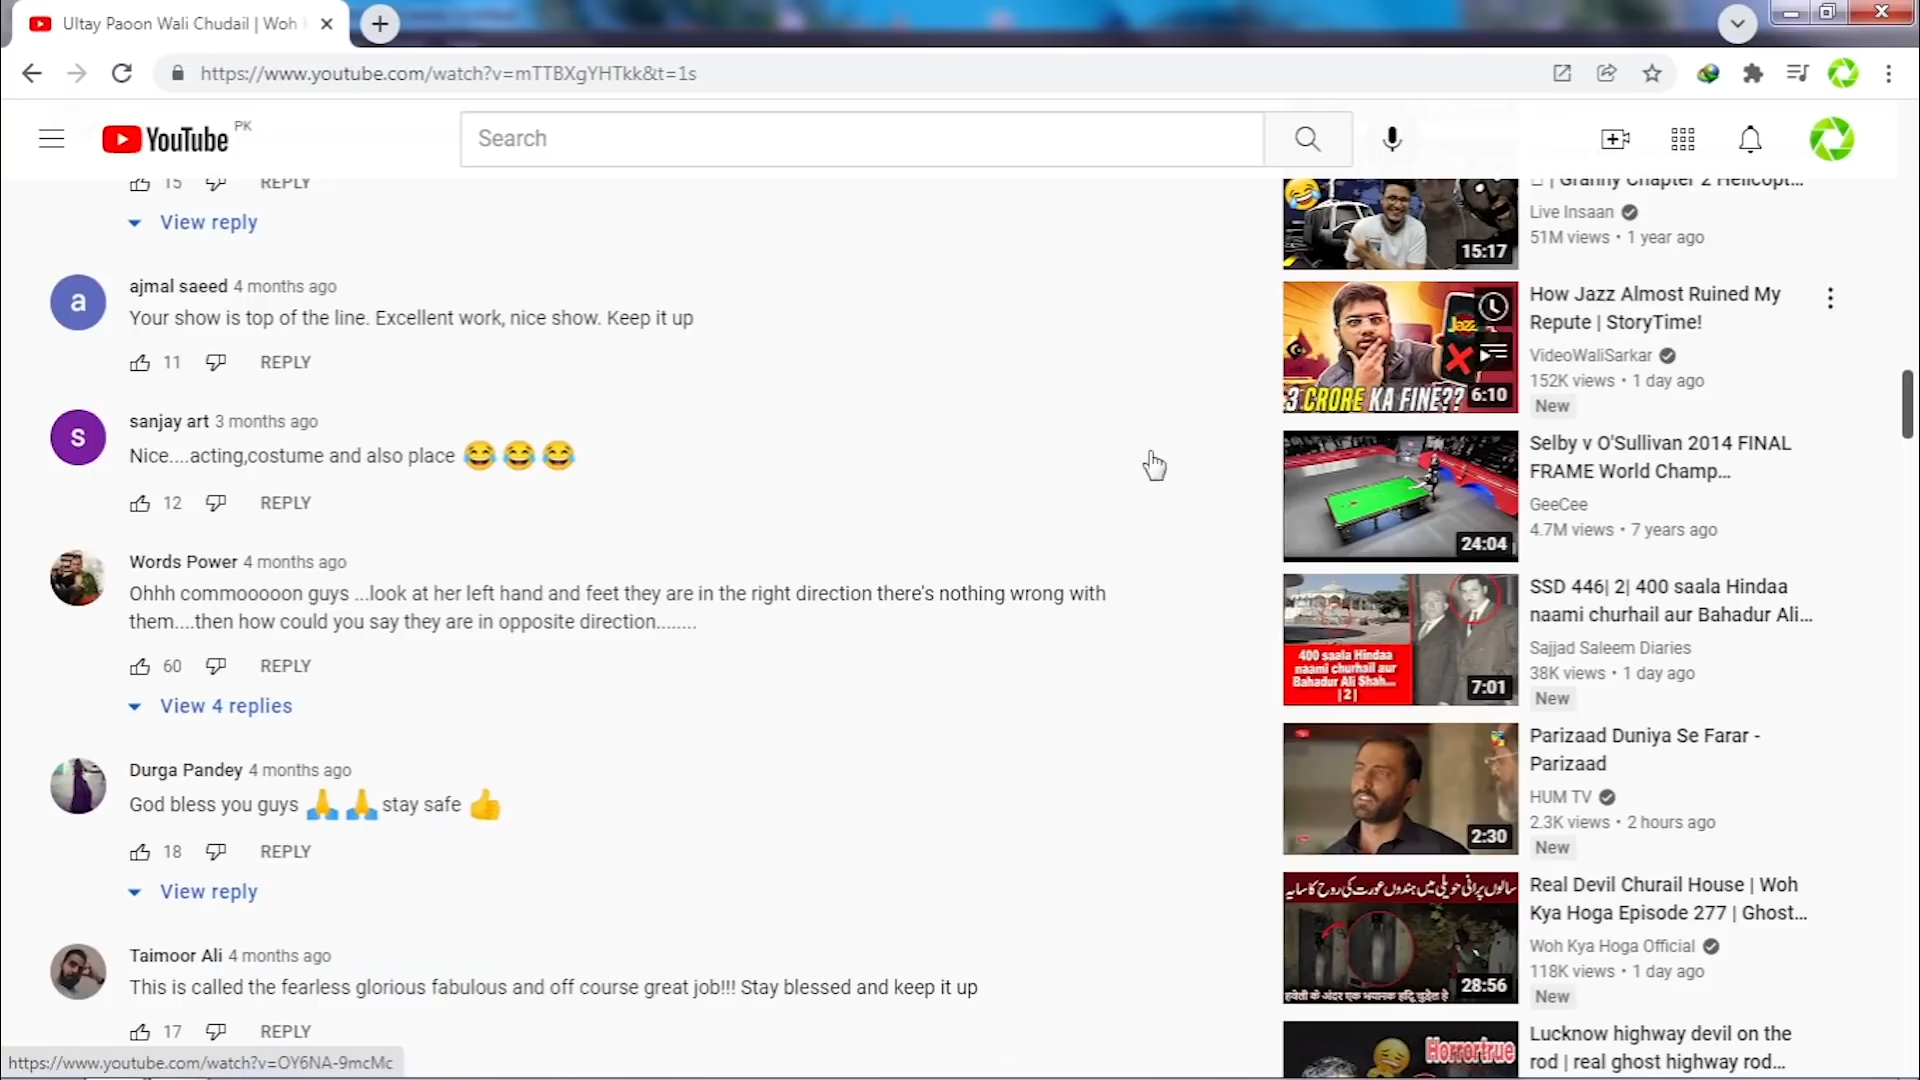 Ultay Paoon Wali Chudail | Woh
https://www.youtube.com/watch?v=mTTBXgYHTkk&t=1s
YouTube PK
Search
15 REPLY
View reply
ajmal saeed 4 months ago
Your show is top of the line. Excellent work, nice show. Keep it up
11 REPLY
sanjay art 3 months ago
Nice....acting,costume and also place 😂 😂 😂
12 REPLY
Words Power 4 months ago
Ohhh commooooon guys ...look at her left hand and feet they are in the right direction there's nothing wrong with
them....then how could you say they are in opposite direction........
60 REPLY
View 4 replies
Durga Pandey 4 months ago
God bless you guys 🙏 🙏 stay safe 👍
18 REPLY
View reply
Taimoor Ali 4 months ago
This is called the fearless glorious fabulous and off course great job!!! Stay blessed and keep it up
17 REPLY
https://www.youtube.com/watch?v=OY6NA-9mcMc
15:17
| Granny Chapter 2 Helicopt...
Live Insaan
51M views • 1 year ago
Jazz
3 CRORE KA FINE??
6:10
How Jazz Almost Ruined My
Repute | StoryTime!
VideoWaliSarkar
152K views • 1 day ago
New
24:04
Selby v O'Sullivan 2014 FINAL
FRAME World Champ...
GeeCee
4.7M views • 7 years ago
400 saala Hindaa
naami churhail aur
Bahadur Ali Shah...
|2|
7:01
SSD 446| 2| 400 saala Hindaa
naami churhail aur Bahadur Ali...
Sajjad Saleem Diaries
38K views • 1 day ago
New
2:30
Parizaad Duniya Se Farar -
Parizaad
HUM TV
2.3K views • 2 hours ago
New
سالوں پرانی حویلی میں ہندوں عورت کی روح کا سایہ
28:56
Real Devil Churail House | Woh
Kya Hoga Episode 277 | Ghost...
Woh Kya Hoga Official
118K views • 1 day ago
New
Horrortrue
Lucknow highway devil on the
rod | real ghost highway rod...